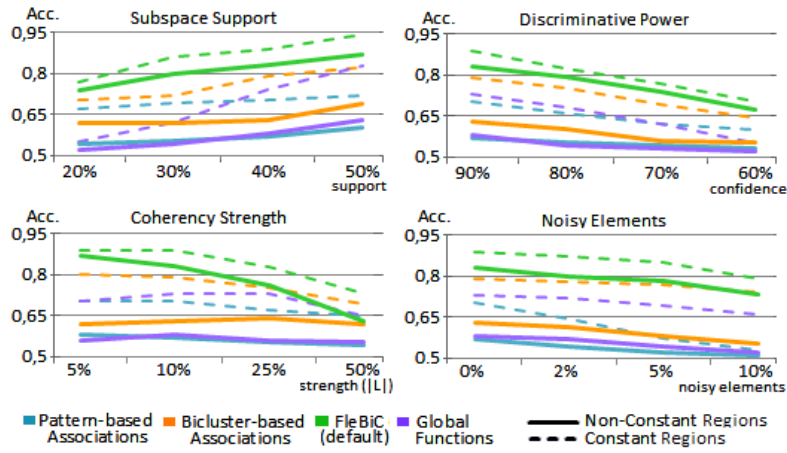 Acc. Subspace Support
0,95
0,8
0,65
0,5
20% 30% 40% 50%
support
Acc. Discriminative Power
0,95
0,8
0,65
0,5
90% 80% 70% 60%
confidence
Acc. Coherency Strength
0,95
0,8
0,65
0,5
5% 10% 25% 50%
strength (|L|)
Acc. Noisy Elements
0,95
0,8
0,65
0,5
0% 2% 5% 10%
noisy elements
Pattern-based Associations
Bicluster-based Associations
FleBiC (default)
Global Functions
Non-Constant Regions
Constant Regions